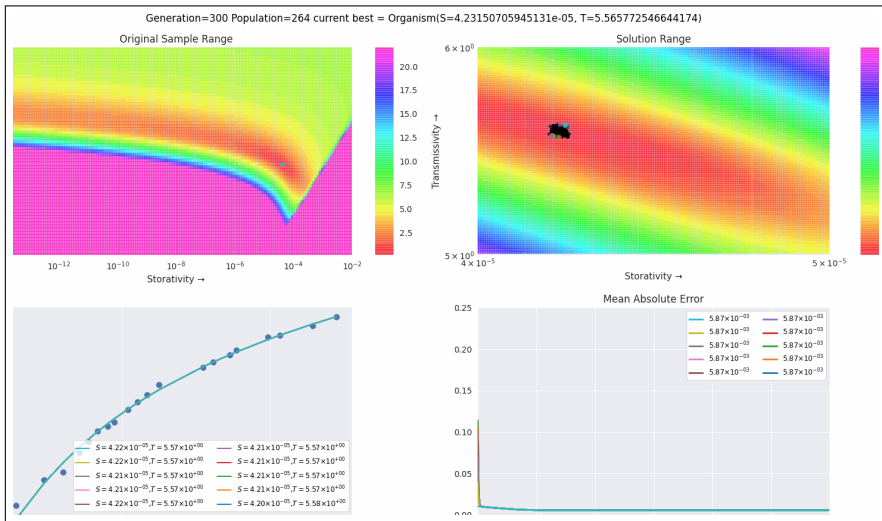 Generation=300 Population=264 current best = Organism(S=4.23150705945131e-05, T=5.565772546644174)
Original Sample Range
20.0
17.5
15.0
12.5
10.0
7.5
5.0
2.5
10⁻¹² 10⁻¹⁰ 10⁻⁸ 10⁻⁶ 10⁻⁴ 10⁻²
Storativity →
Solution Range
6 × 10⁰
Transmissivity →
5 × 10⁰
4 × 10⁻⁵ 5 × 10⁻⁵
Storativity →
S = 4.22×10⁻⁰⁵,T = 5.57×10⁺⁰⁰ S = 4.21×10⁻⁰⁵,T = 5.57×10⁺⁰⁰
S = 4.22×10⁻⁰⁵,T = 5.57×10⁺⁰⁰ S = 4.21×10⁻⁰⁵,T = 5.57×10⁺⁰⁰
S = 4.21×10⁻⁰⁵,T = 5.57×10⁺⁰⁰ S = 4.21×10⁻⁰⁵,T = 5.57×10⁺⁰⁰
S = 4.21×10⁻⁰⁵,T = 5.57×10⁺⁰⁰ S = 4.21×10⁻⁰⁵,T = 5.57×10⁺⁰⁰
S = 4.22×10⁻⁰⁵,T = 5.57×10⁺⁰⁰ S = 4.20×10⁻⁰⁵,T = 5.58×10⁺⁰⁰
Mean Absolute Error
0.25
0.20
0.15
0.10
0.05
0.00
5.87×10⁻⁰³ 5.87×10⁻⁰³
5.87×10⁻⁰³ 5.87×10⁻⁰³
5.87×10⁻⁰³ 5.87×10⁻⁰³
5.87×10⁻⁰³ 5.87×10⁻⁰³
5.87×10⁻⁰³ 5.87×10⁻⁰³